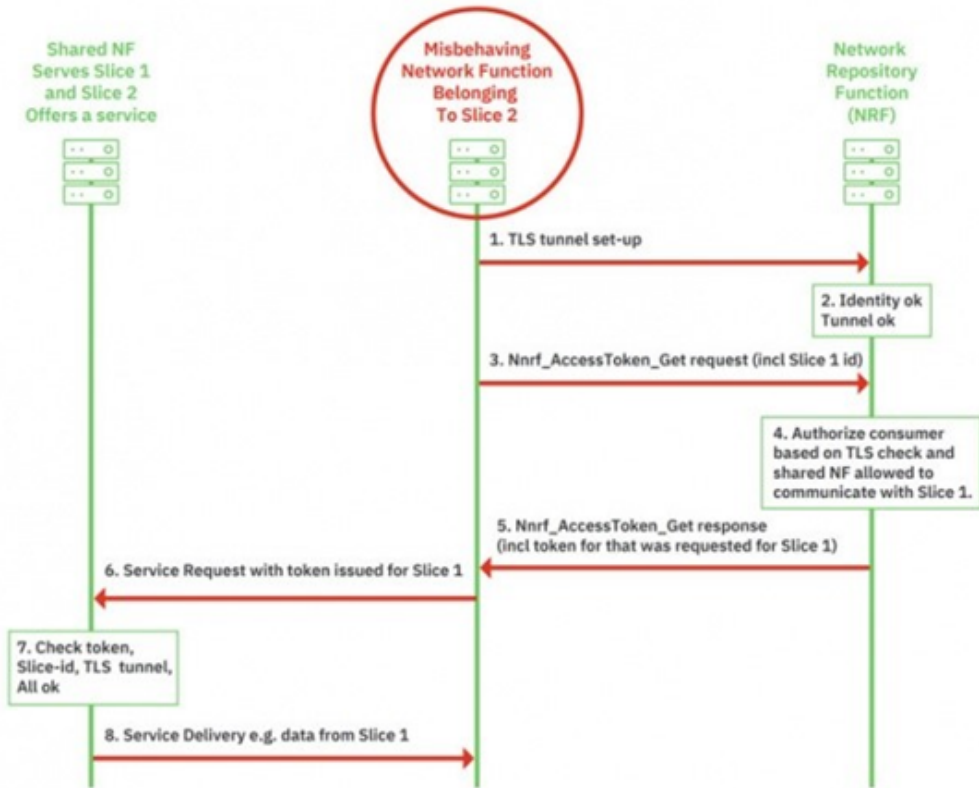 Shared NF
Serves Slice 1
and Slice 2
Offers a service
Misbehaving
Network Function
Belonging
To Slice 2
Network
Repository
Function
(NRF)
1. TLS tunnel set-up
2. Identity ok
Tunnel ok
3. Nnrf_AccessToken_Get request (incl Slice 1 id)
4. Authorize consumer
based on TLS check and
shared NF allowed to
communicate with Slice 1.
5. Nnrf_AccessToken_Get response
(incl token for that was requested for Slice 1)
6. Service Request with token issued for Slice 1
7. Check token,
Slice-id, TLS tunnel,
All ok
8. Service Delivery e.g. data from Slice 1